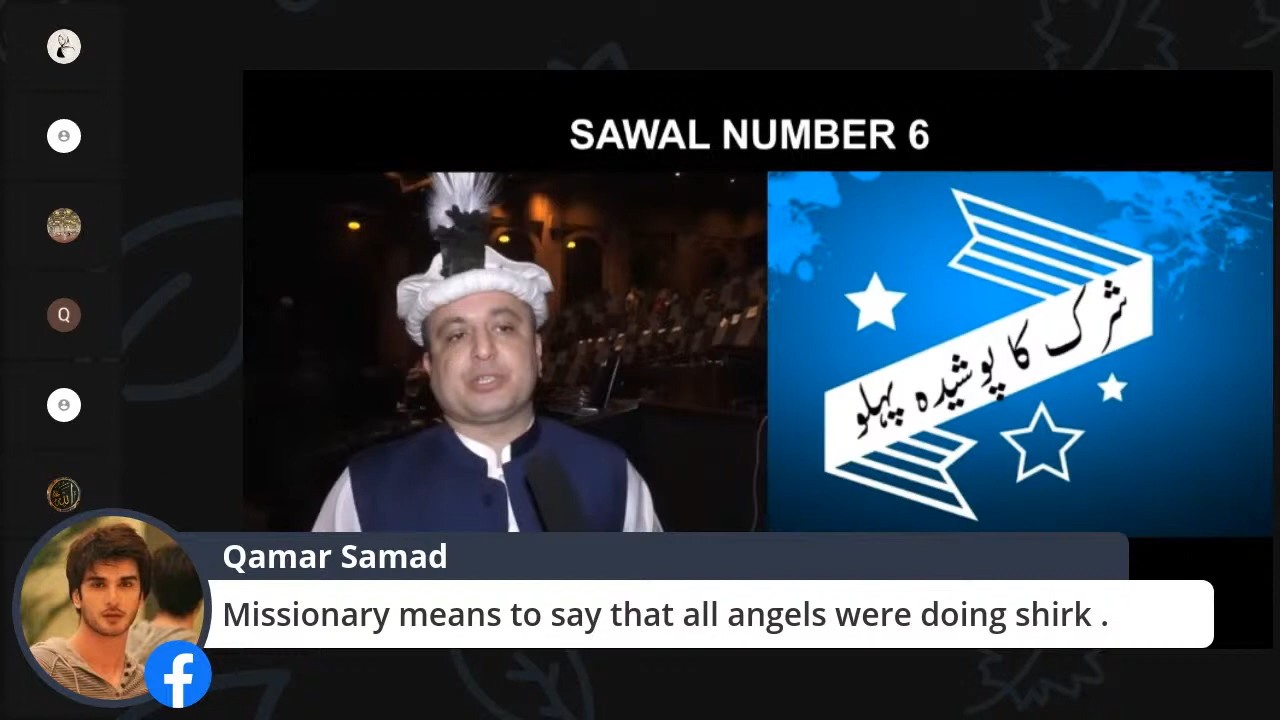 SAWAL NUMBER 6
شرک کا پوشیدہ پہلو
Q
Qamar Samad
Missionary means to say that all angels were doing shirk .